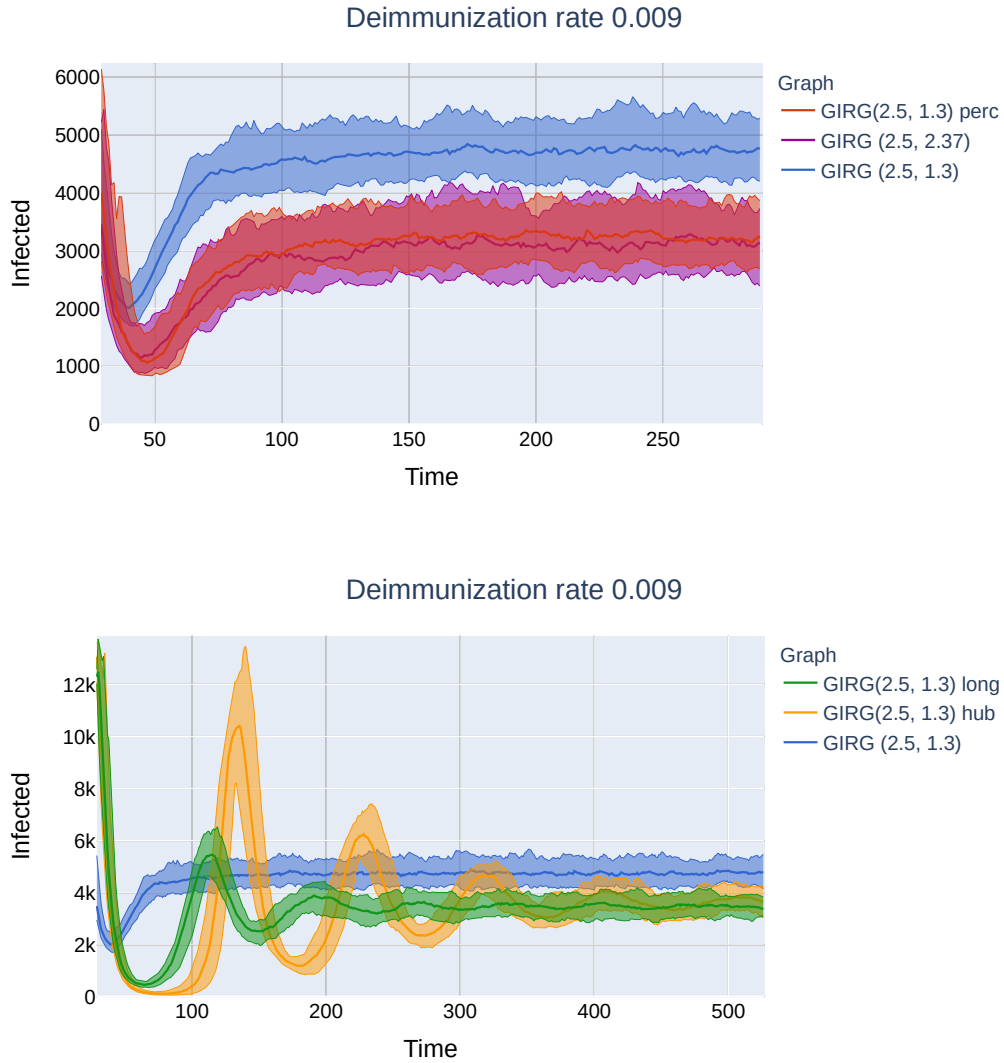 Deimmunization rate 0.009
Graph
GIRG(2.5, 1.3) perc
GIRG (2.5, 2.37)
GIRG (2.5, 1.3)
6000
5000
4000
3000
2000
1000
0
Infected
50
100
150
200
250
Time
Deimmunization rate 0.009
Graph
GIRG(2.5, 1.3) long
GIRG(2.5, 1.3) hub
GIRG (2.5, 1.3)
12k
10k
8k
6k
4k
2k
0
Infected
100
200
300
400
500
Time